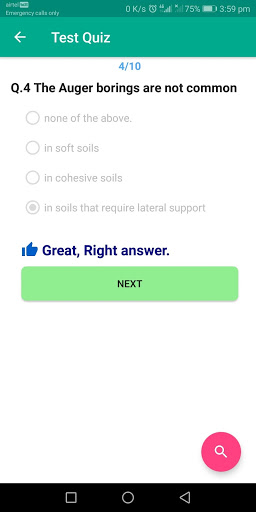 airtel
0 K/s 75% 3:59 pm
Emergency calls only
Test Quiz
4/10
Q.4 The Auger borings are not common
none of the above.
in soft soils
in cohesive soils
in soils that require lateral support
Great, Right answer.
NEXT